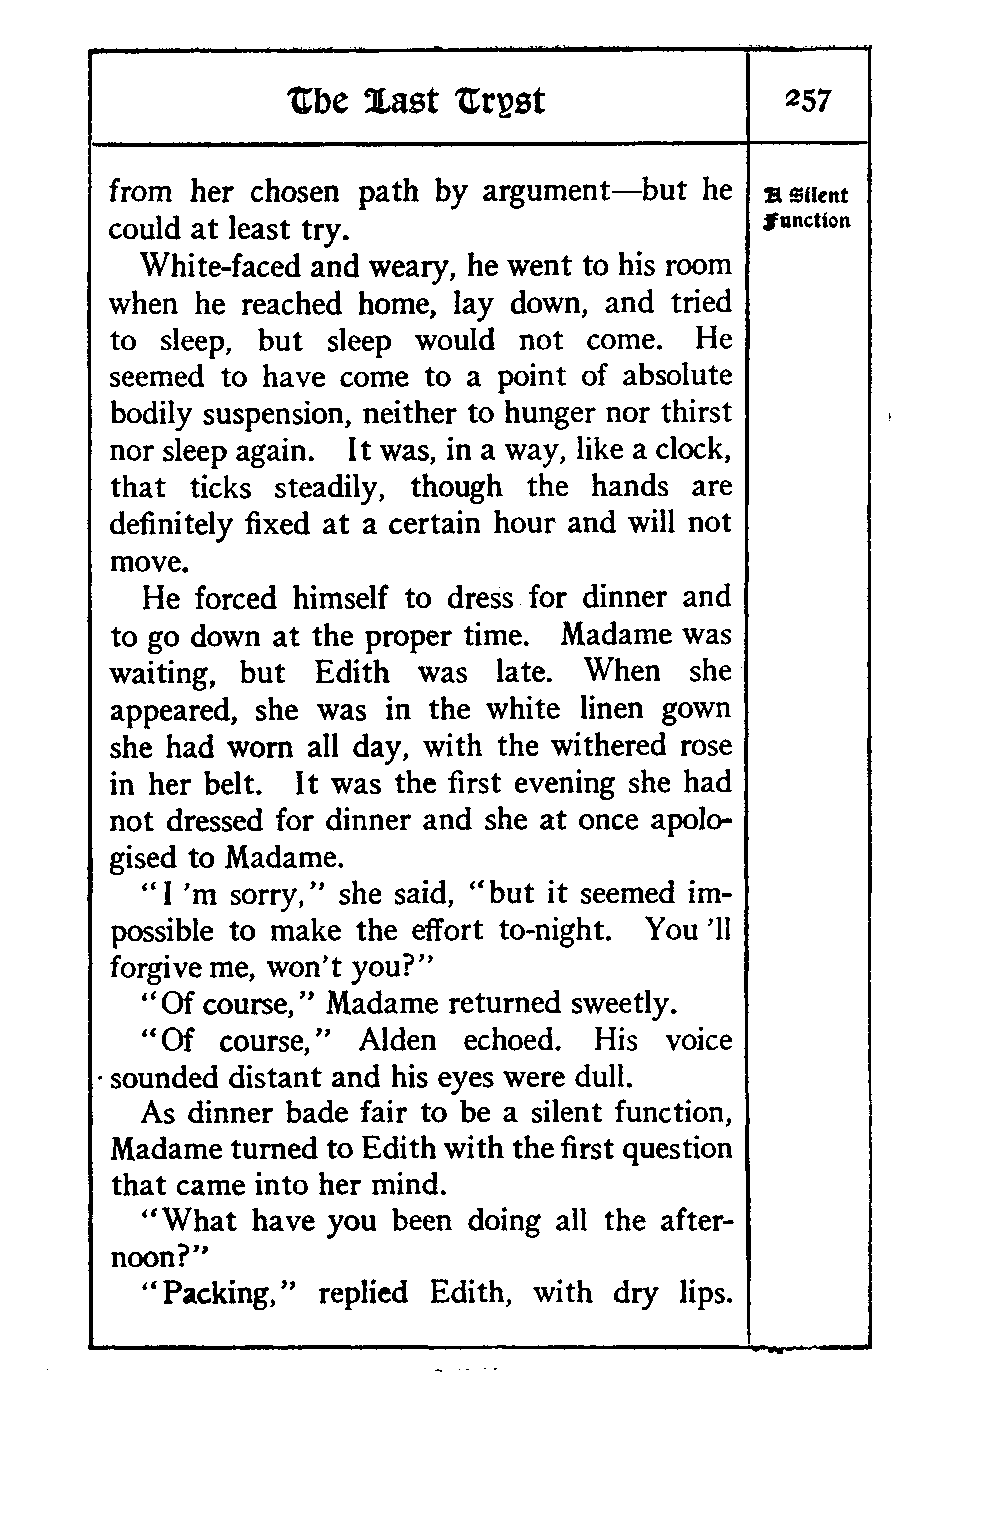 The Last Tryst
257
A Silent
Function
from her chosen path by argument—but he
could at least try.
White-faced and weary, he went to his room
when he reached home, lay down, and tried
to sleep, but sleep would not come. He
seemed to have come to a point of absolute
bodily suspension, neither to hunger nor thirst
nor sleep again. It was, in a way, like a clock,
that ticks steadily, though the hands are
definitely fixed at a certain hour and will not
move.
He forced himself to dress for dinner and
to go down at the proper time. Madame was
waiting, but Edith was late. When she
appeared, she was in the white linen gown
she had worn all day, with the withered rose
in her belt. It was the first evening she had
not dressed for dinner and she at once apolo-
gised to Madame.
“I ’m sorry,” she said, “but it seemed im-
possible to make the effort to-night. You ’ll
forgive me, won’t you?”
“Of course,” Madame returned sweetly.
“Of course,” Alden echoed. His voice
sounded distant and his eyes were dull.
As dinner bade fair to be a silent function,
Madame turned to Edith with the first question
that came into her mind.
“What have you been doing all the after-
noon?”
“Packing,” replied Edith, with dry lips.